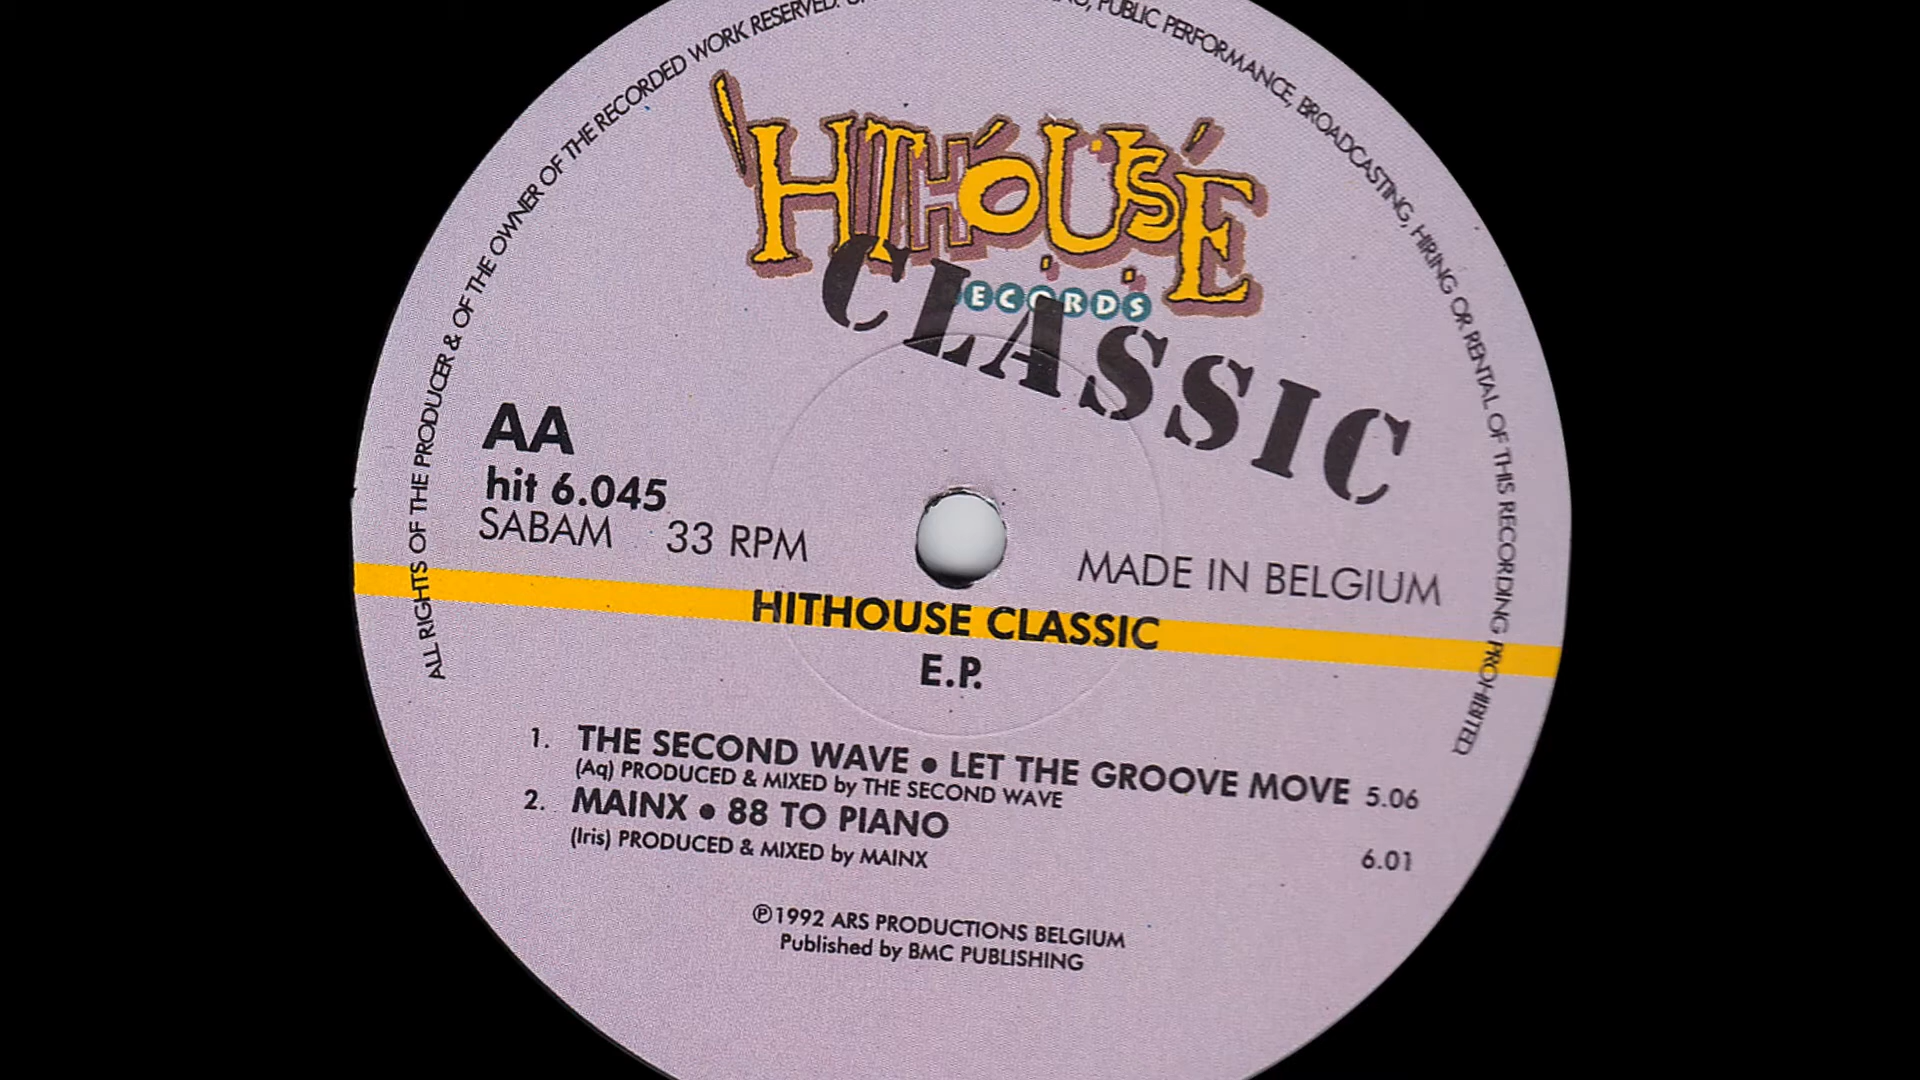 ALL RIGHTS OF THE PRODUCER & OF THE OWNER OF THE RECORDED WORK RESERVED.
PUBLIC PERFORMANCE, BROADCASTING, HIRING OR RENTAL OF THIS RECORDING PROHIBITED
HITHOUSE
RECORDS
CLASSIC
AA
hit 6.045
SABAM 33 RPM
MADE IN BELGIUM
HITHOUSE CLASSIC
E.P.
1. THE SECOND WAVE • LET THE GROOVE MOVE 5.06
(Aq) PRODUCED & MIXED by THE SECOND WAVE
2. MAINX • 88 TO PIANO
(Iris) PRODUCED & MIXED by MAINX 6.01
℗1992 ARS PRODUCTIONS BELGIUM
Published by BMC PUBLISHING